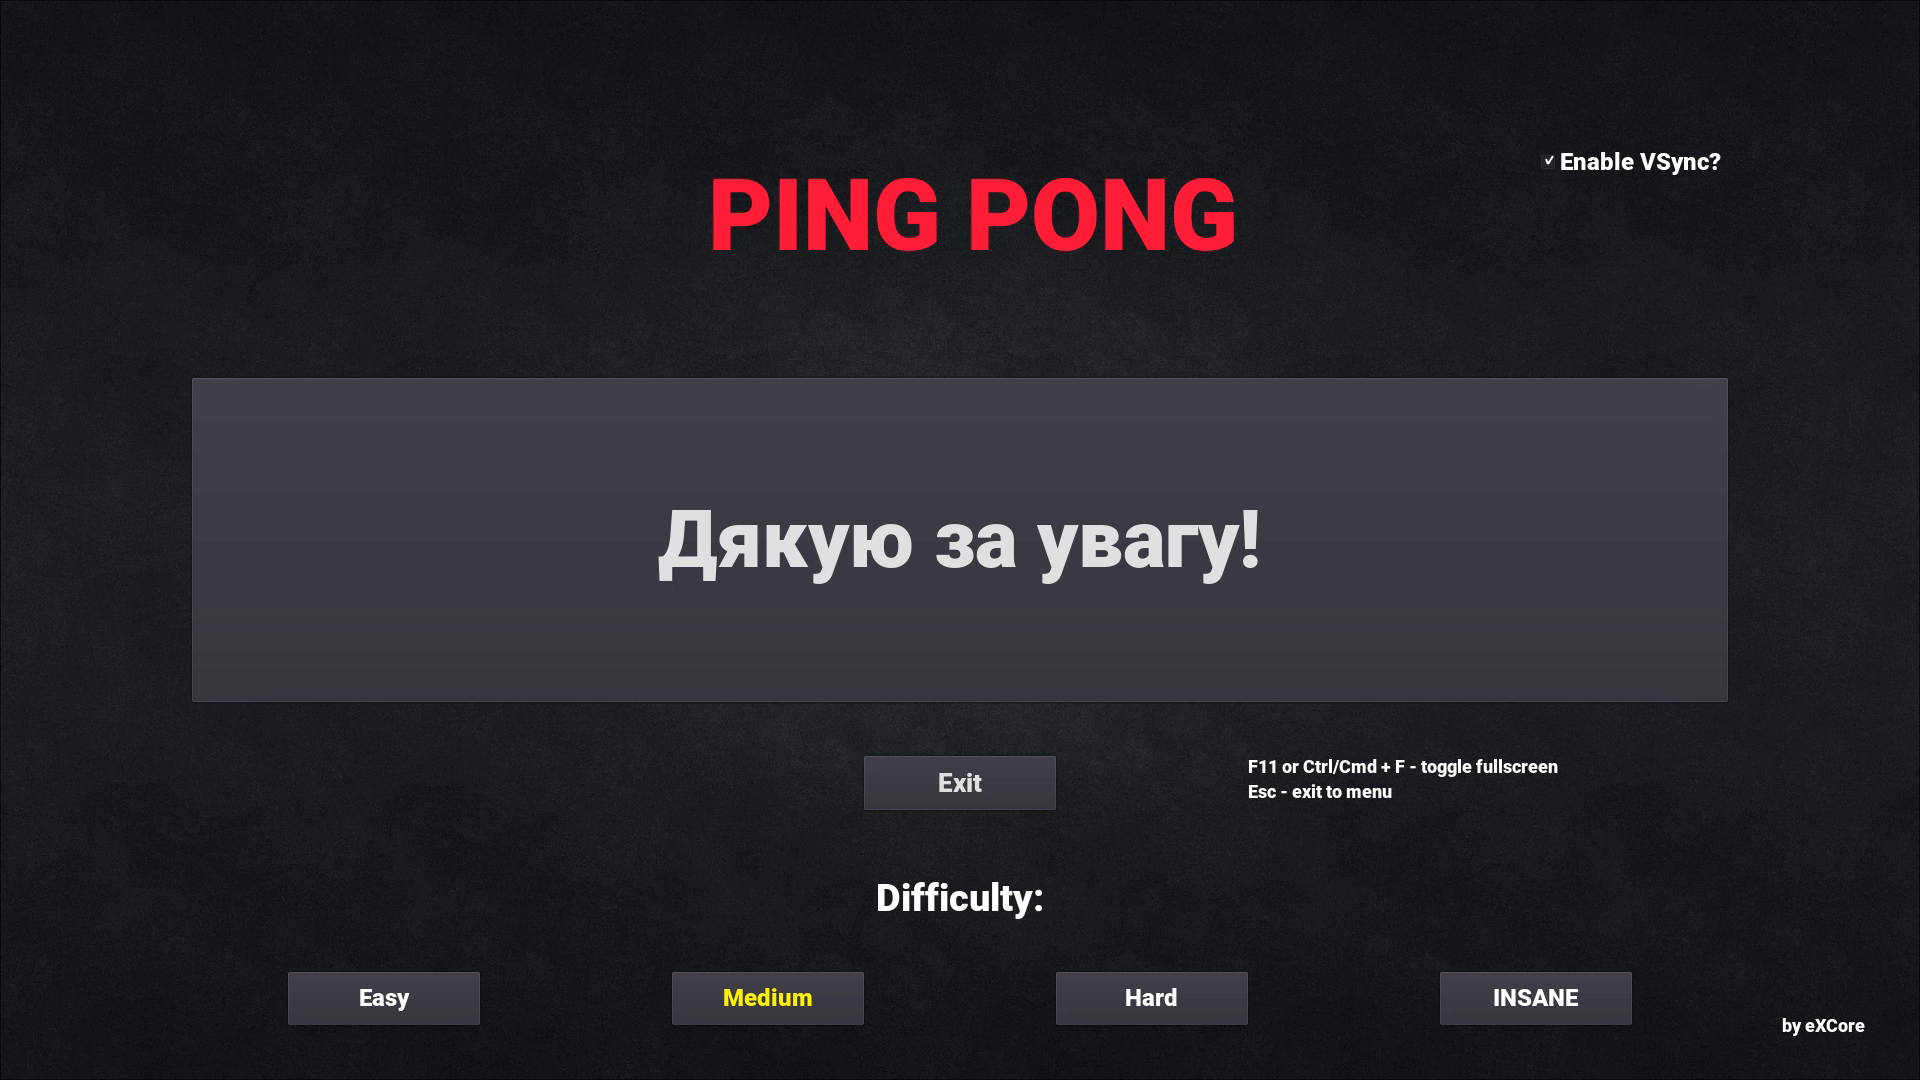 Enable VSync?
PING PONG
Дякую за увагу!
Exit
F11 or Ctrl/Cmd + F - toggle fullscreen
Esc - exit to menu
Difficulty:
Easy
Medium
Hard
INSANE
by eXCore